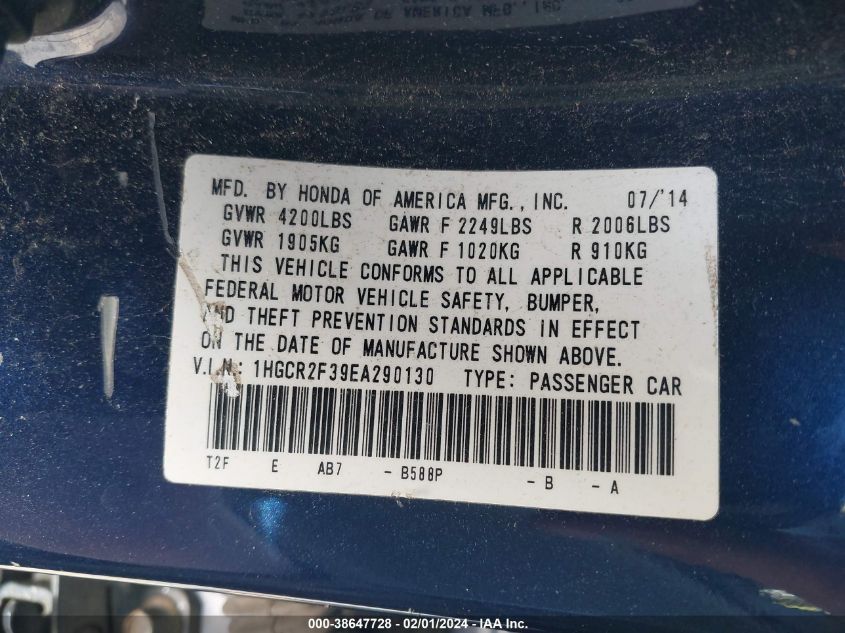 MFD. BY HONDA OF AMERICA MFG., INC. 07/'14
GVWR 4200LBS GAWR F 2249LBS R 2006LBS
GVWR 1905KG GAWR F 1020KG R 910KG
THIS VEHICLE CONFORMS TO ALL APPLICABLE
FEDERAL MOTOR VEHICLE SAFETY, BUMPER,
AND THEFT PREVENTION STANDARDS IN EFFECT
ON THE DATE OF MANUFACTURE SHOWN ABOVE.
V.I.N: 1HGCR2F39EA290130 TYPE: PASSENGER CAR
T2F E AB7 - B588P - B - A
000-38647728 - 02/01/2024 - IAAI.com